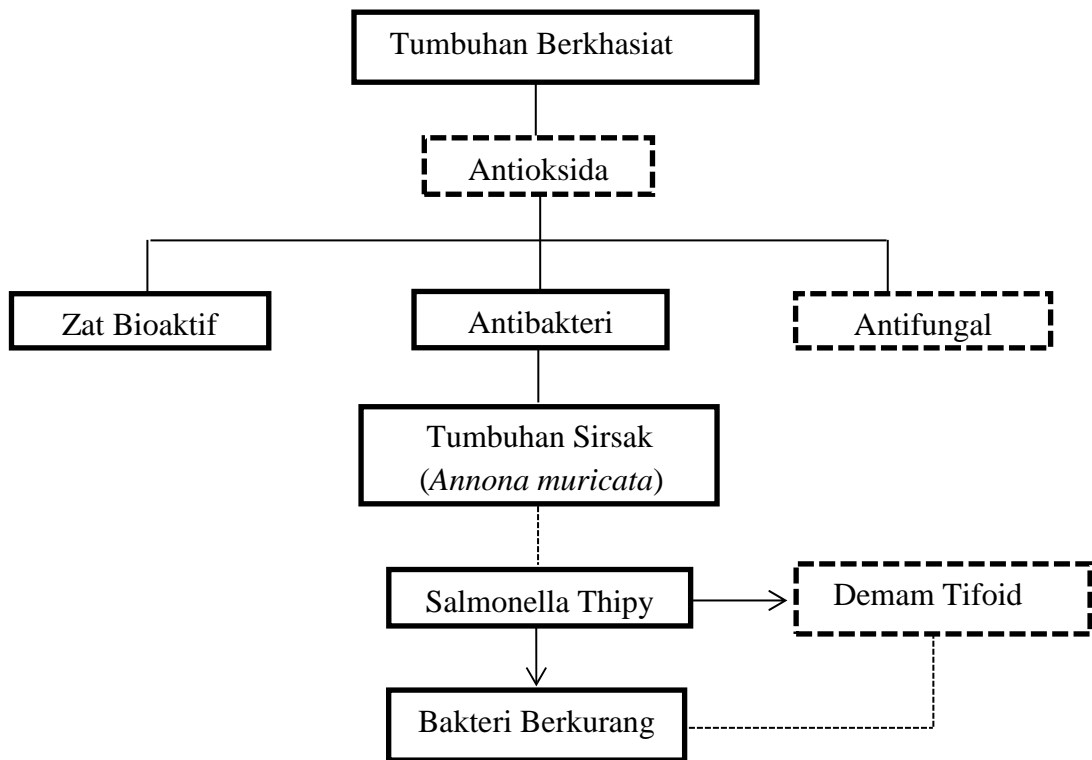 Tumbuhan Berkhasiat
Antioksida
Zat Bioaktif
Antibakteri
Antifungal
Tumbuhan Sirsak
(Annona muricata)
Salmonella Thipy
Demam Tifoid
Bakteri Berkurang